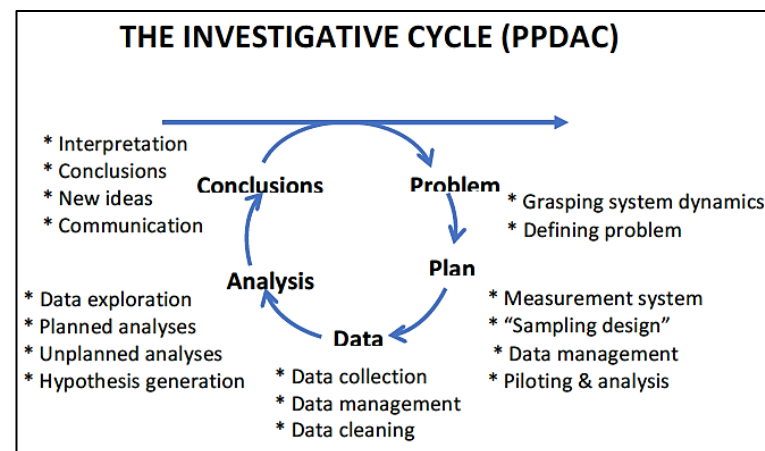 THE INVESTIGATIVE CYCLE (PPDAC)
* Interpretation
* Conclusions
* New ideas
* Communication
Conclusions
Problem
* Grasping system dynamics
* Defining problem
Plan
* Measurement system
* “Sampling design”
* Data management
* Piloting & analysis
Data
* Data collection
* Data management
* Data cleaning
Analysis
* Data exploration
* Planned analyses
* Unplanned analyses
* Hypothesis generation